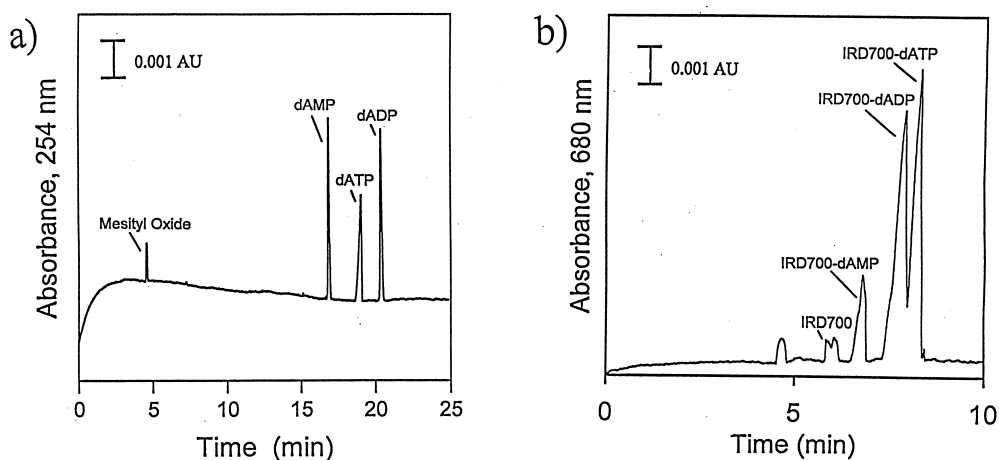 a)
0.001 AU
dAMP
dADP
dATP
Mesityl Oxide
Absorbance, 254 nm
0 5 10 15 20 25
Time (min)
b)
0.001 AU
IRD700-dATP
IRD700-dADP
IRD700-dAMP
IRD700
Absorbance, 680 nm
0 5 10
Time (min)